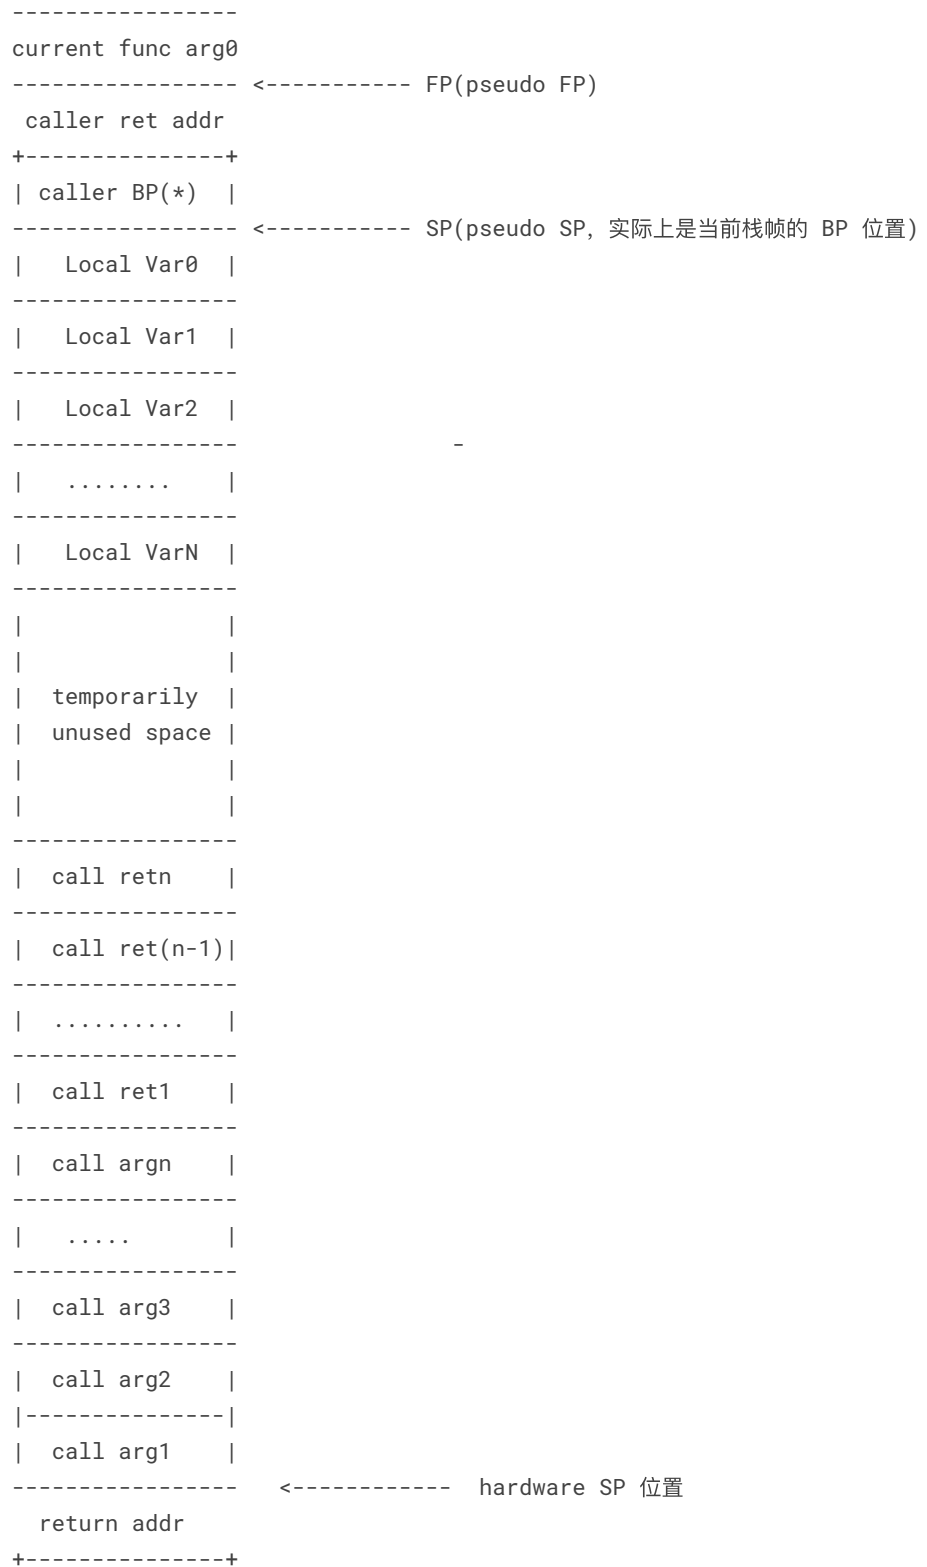 -----------------
current func arg0
----------------- <----------- FP(pseudo FP)
 caller ret addr
+---------------+
| caller BP(*)  |
----------------- <----------- SP(pseudo SP，实际上是当前栈帧的 BP 位置)
|   Local Var0  |
-----------------
|   Local Var1  |
-----------------
|   Local Var2  |
-----------------                -
|   ........    |
-----------------
|   Local VarN  |
-----------------
|               |
|               |
|  temporarily  |
|  unused space |
|               |
|               |
-----------------
|  call retn    |
-----------------
|  call ret(n-1)|
-----------------
|  ..........   |
-----------------
|  call ret1    |
-----------------
|  call argn    |
-----------------
|   .....       |
-----------------
|  call arg3    |
-----------------
|  call arg2    |
|---------------|
|  call arg1    |
-----------------   <------------  hardware SP 位置
  return addr
+---------------+